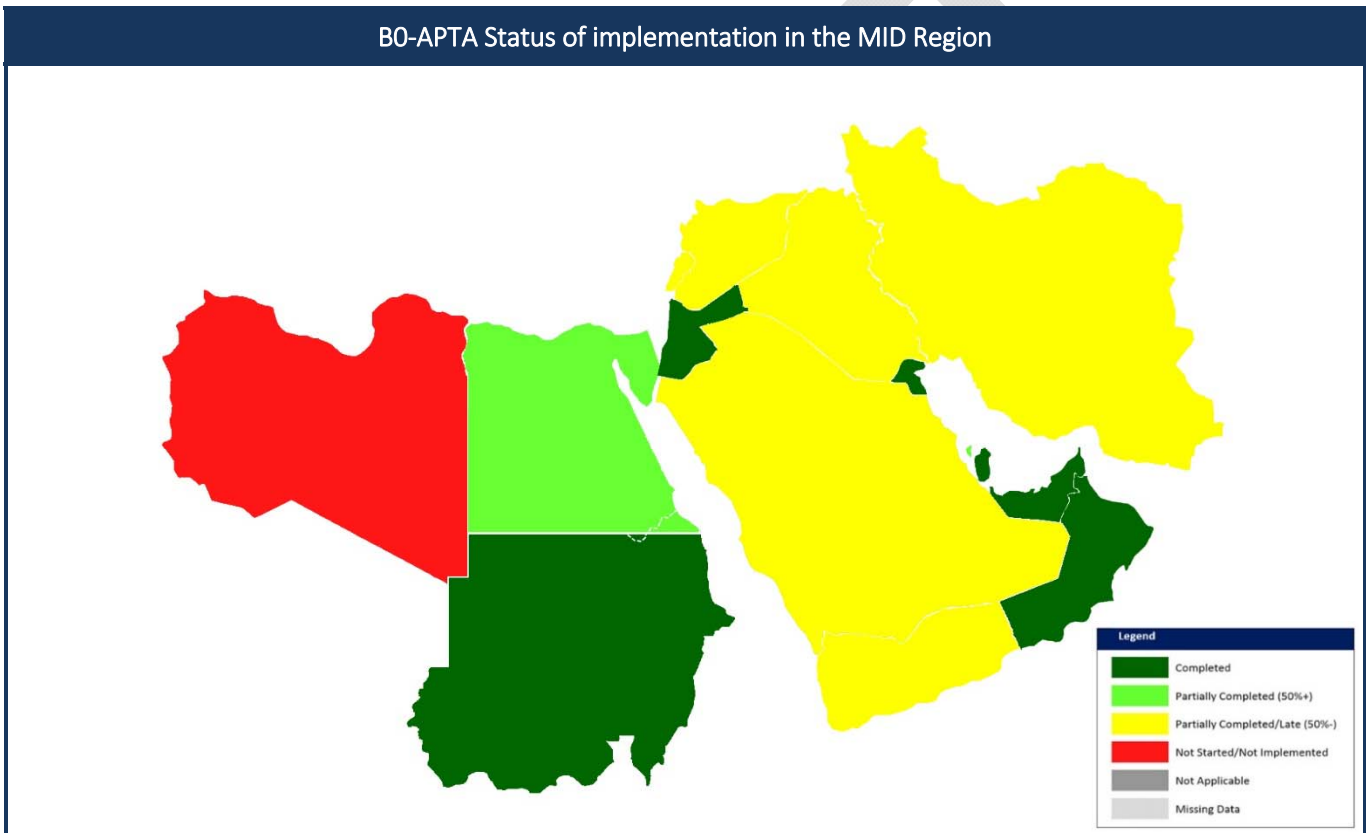 B0-APTA Status of implementation in the MID Region
Legend
Completed
Partially Completed (50%+)
Partially Completed/Late (50%-)
Not Started/Not Implemented
Not Applicable
Missing Data